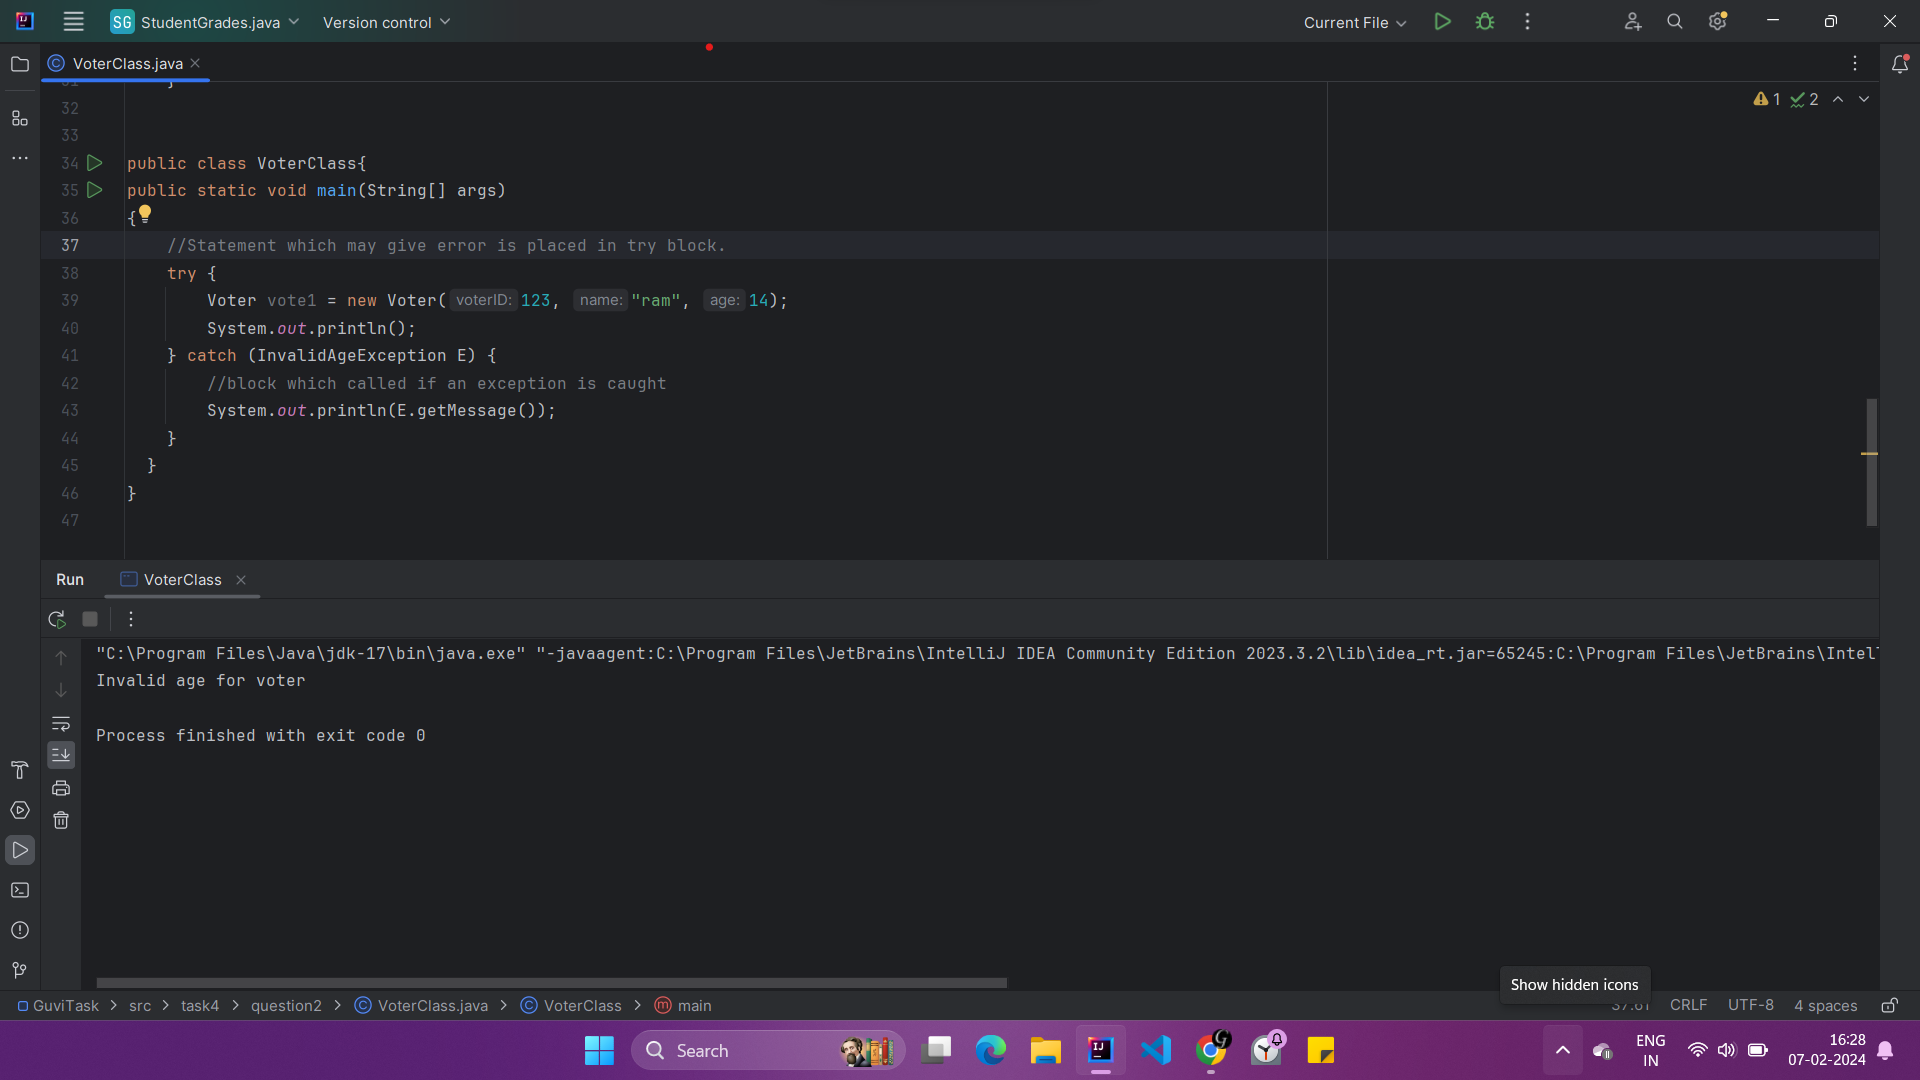 SG StudentGrades.java Version control Current File
VoterClass.java
1 2
32
33
34 public class VoterClass{
35 public static void main(String[] args)
36 {
37 //Statement which may give error is placed in try block.
38 try {
39 Voter vote1 = new Voter( voterID: 123, name: "ram", age: 14);
40 System.out.println();
41 } catch (InvalidAgeException E) {
42 //block which called if an exception is caught
43 System.out.println(E.getMessage());
44 }
45 }
46 }
47
Run VoterClass
"C:\Program Files\Java\jdk-17\bin\java.exe" "-javaagent:C:\Program Files\JetBrains\IntelliJ IDEA Community Edition 2023.3.2\lib\idea_rt.jar=65245:C:\Program Files\JetBrains\Intel
Invalid age for voter
Process finished with exit code 0
Show hidden icons
GuviTask src task4 question2 VoterClass.java VoterClass m main CRLF UTF-8 4 spaces
Search
ENG
IN
16:28
07-02-2024